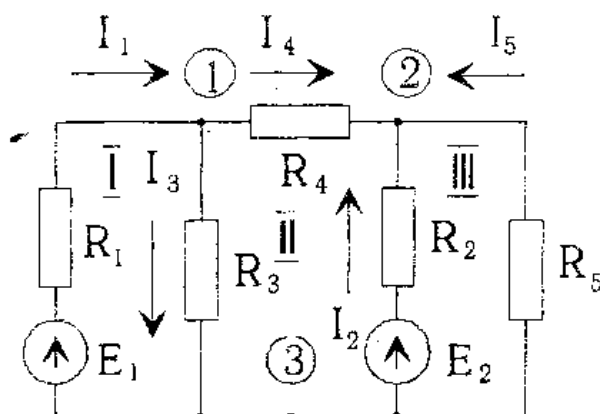 I₁ ① I₄ ② I₅
I I₃ R₄ III
R₁ R₃ II R₂ R₅
E₁ ③ I₂ E₂